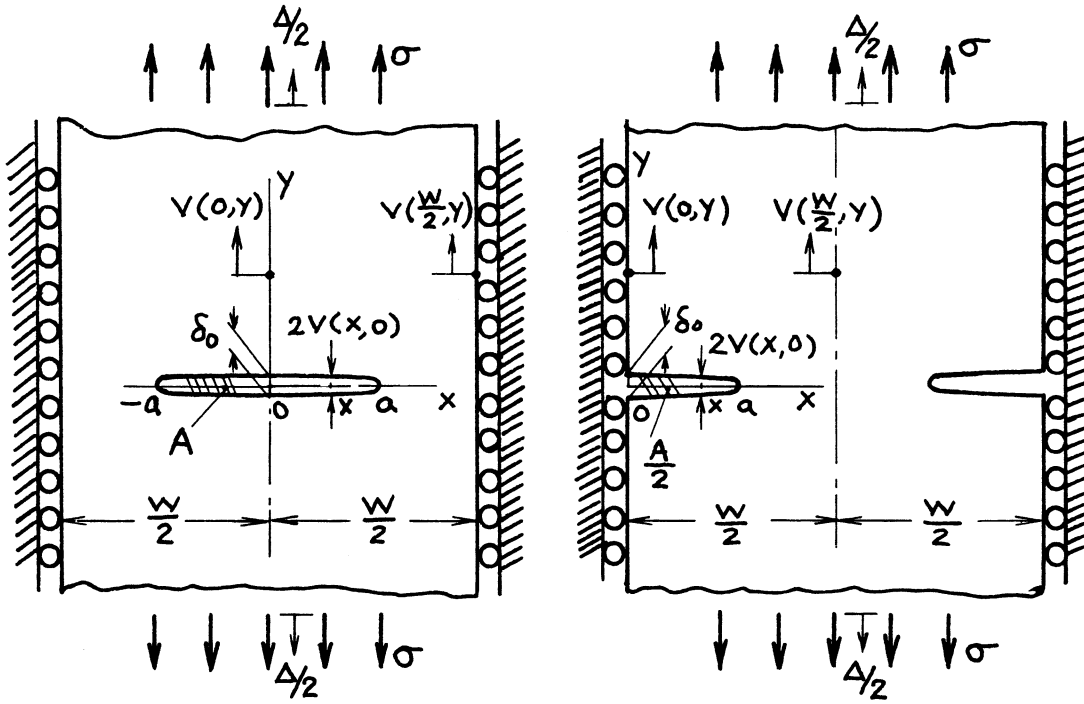 Δ/2
σ
y
V(0,y)
V(W/2,y)
δ₀
2V(x,0)
-a
0
x
a
x
A
W/2
W/2
Δ/2
σ
Δ/2
σ
y
V(0,y)
V(W/2,y)
δ₀
2V(x,0)
0
x
a
x
A/2
W/2
W/2
Δ/2
σ